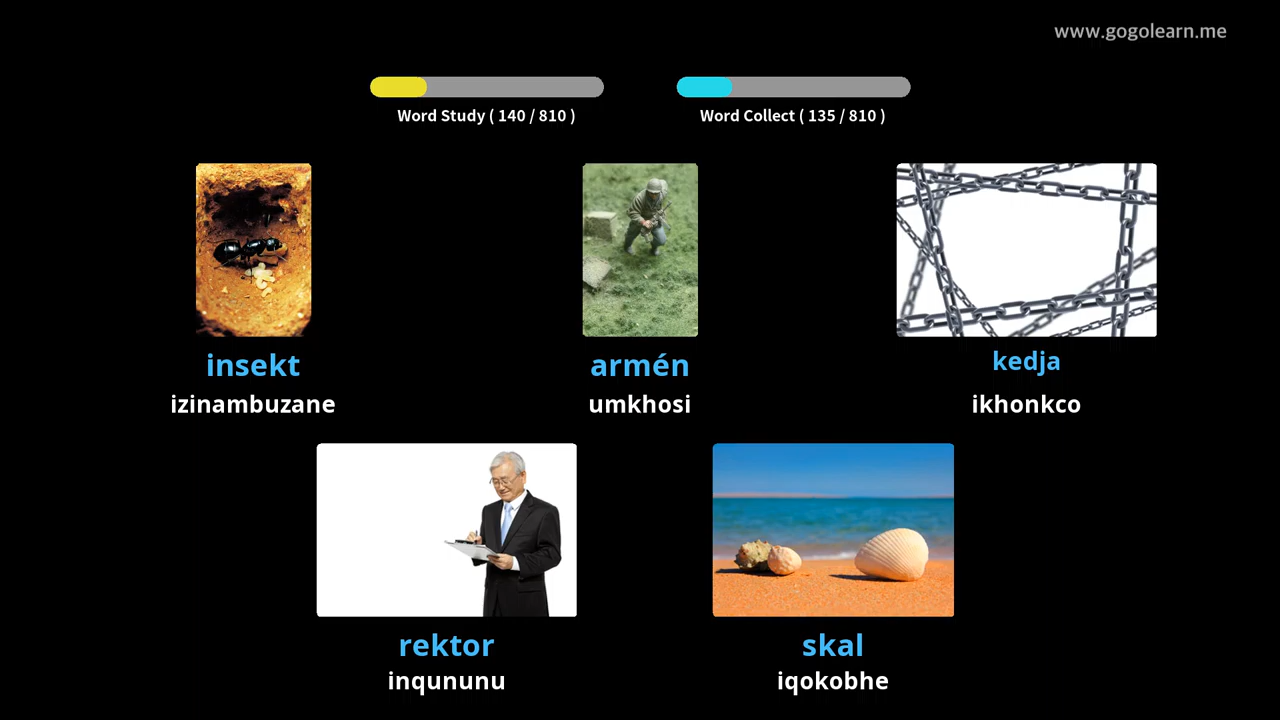 www.gogolearn.me
Word Study ( 140 / 810 )
Word Collect ( 135 / 810 )
insekt
izinambuzane
armén
umkhosi
kedja
ikhonkco
rektor
inqununu
skal
iqokobhe